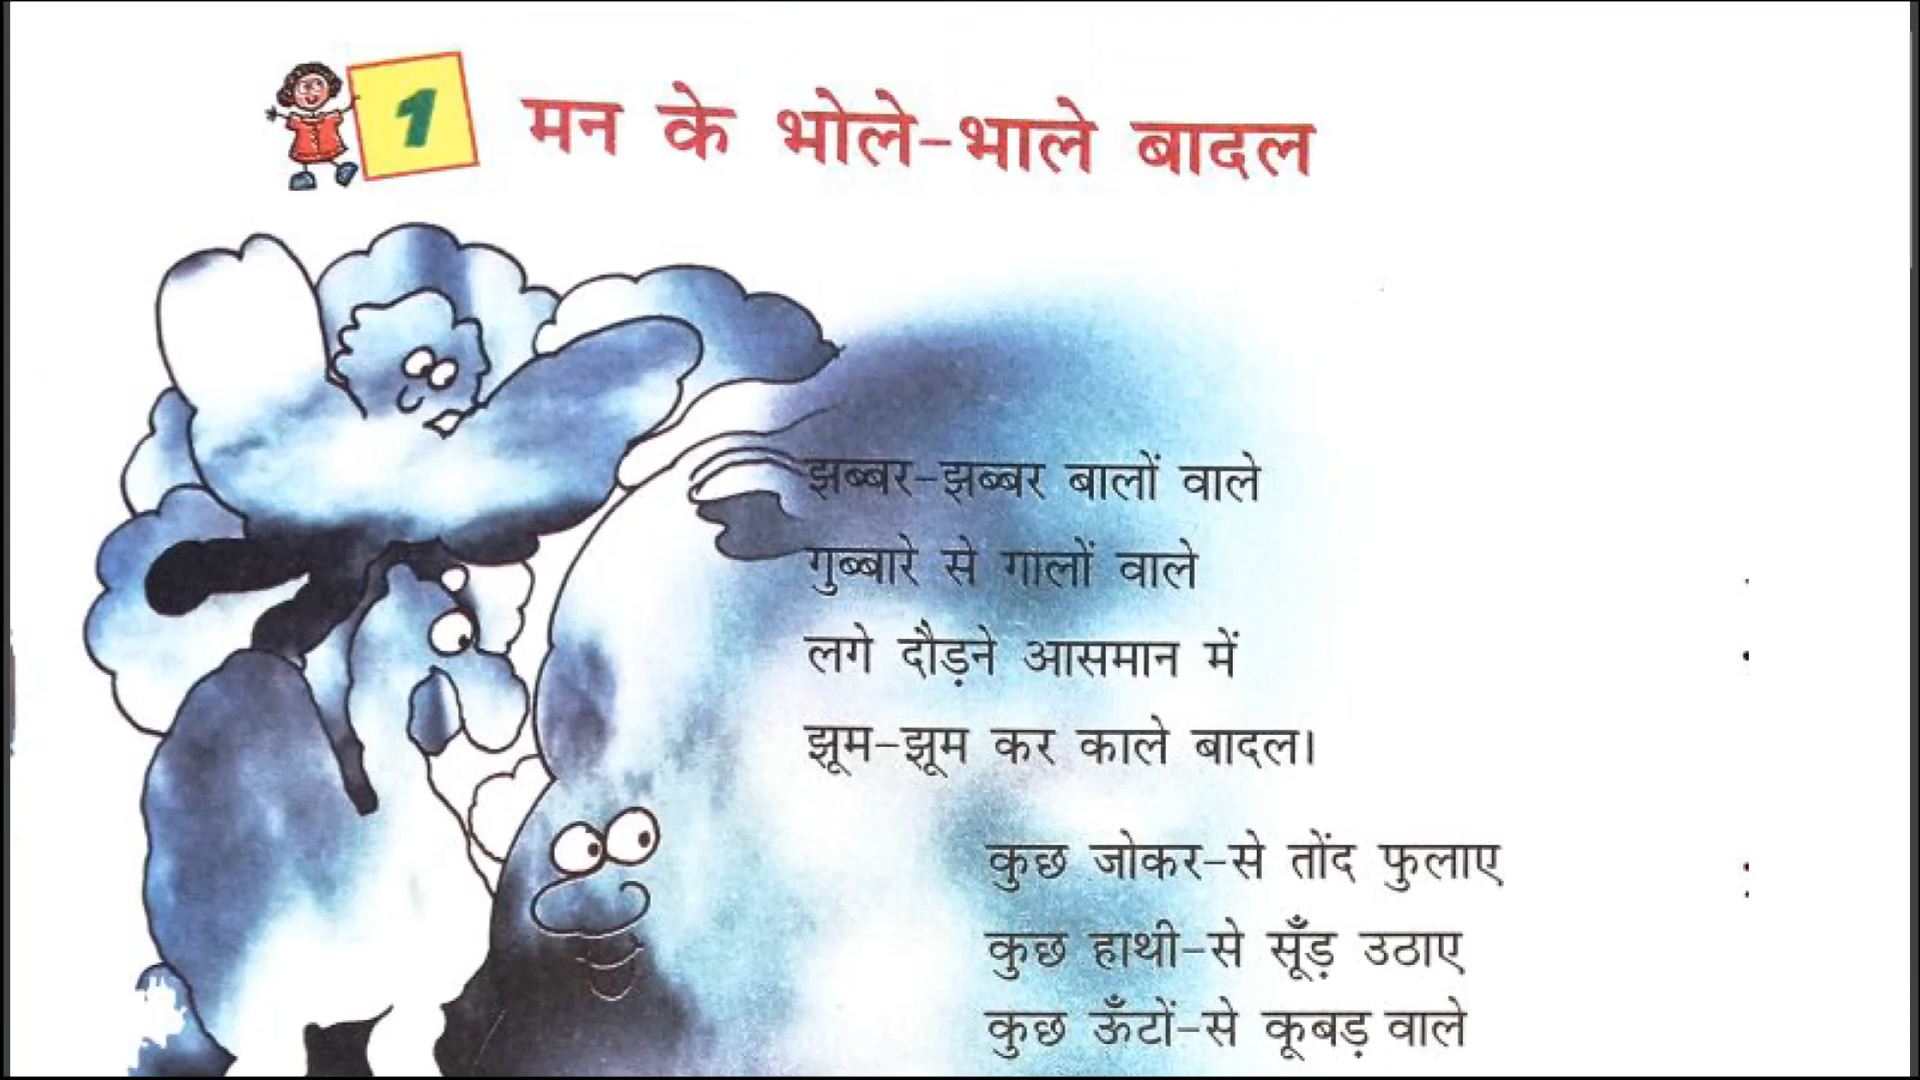 1
मन के भोले-भाले बादल
झब्बर-झब्बर बालों वाले
गुब्बारे से गालों वाले
लगे दौड़ने आसमान में
झूम-झूम कर काले बादल।
कुछ जोकर-से तोंद फुलाए
कुछ हाथी-से सूँड़ उठाए
कुछ ऊँटों-से कूबड़ वाले